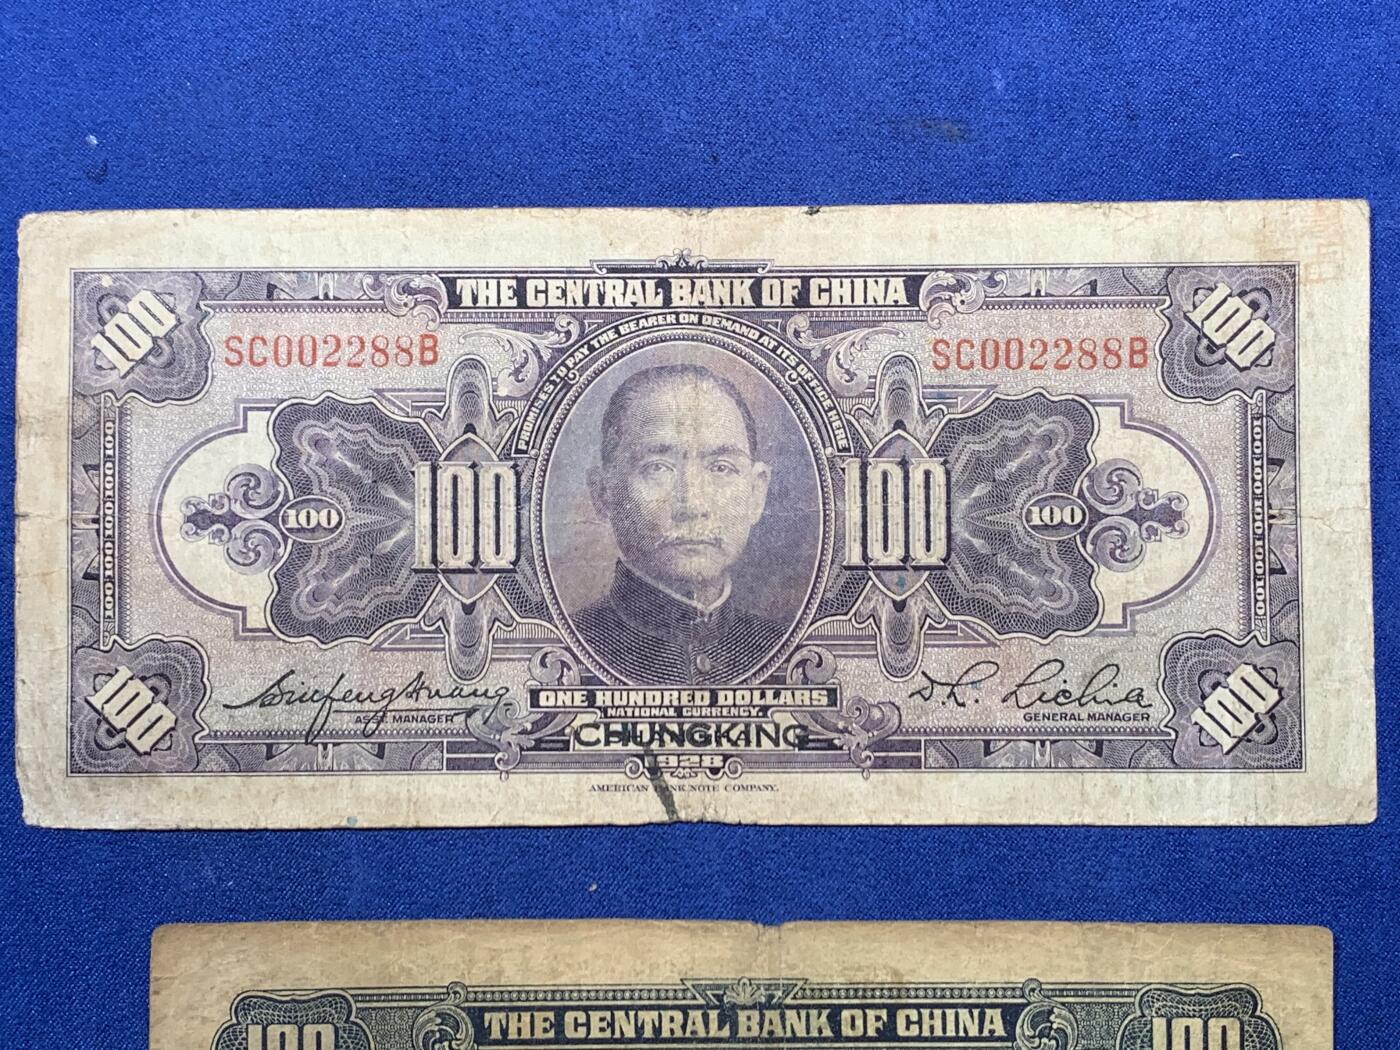 THE CENTRAL BANK OF CHINA
PROMISES TO PAY THE BEARER ON DEMAND AT ITS OFFICE HERE
100 100
SC002288B SC002288B
100 100 100 100
100 100
ASST. MANAGER
GENERAL MANAGER
ONE HUNDRED DOLLARS
NATIONAL CURRENCY.
CHUNGKING
1928
AMERICAN BANK NOTE COMPANY.
THE CENTRAL BANK OF CHINA
100 100